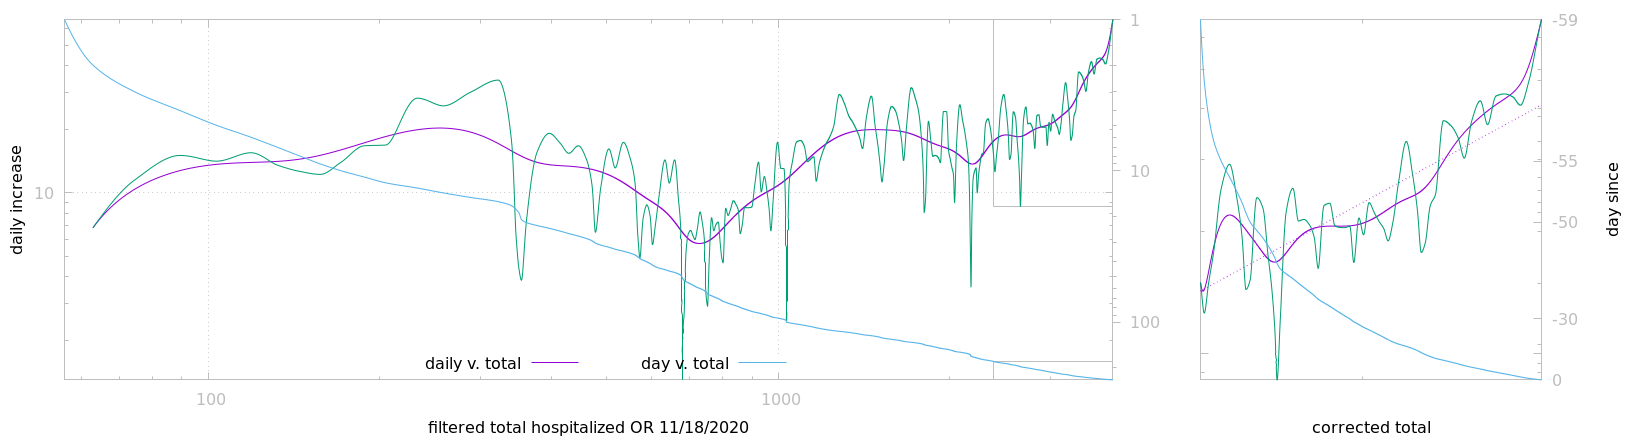 1
-59
10
-55
10
-50
100
-30
0
daily increase
day since
daily v. total
day v. total
100
1000
filtered total hospitalized OR 11/18/2020
corrected total